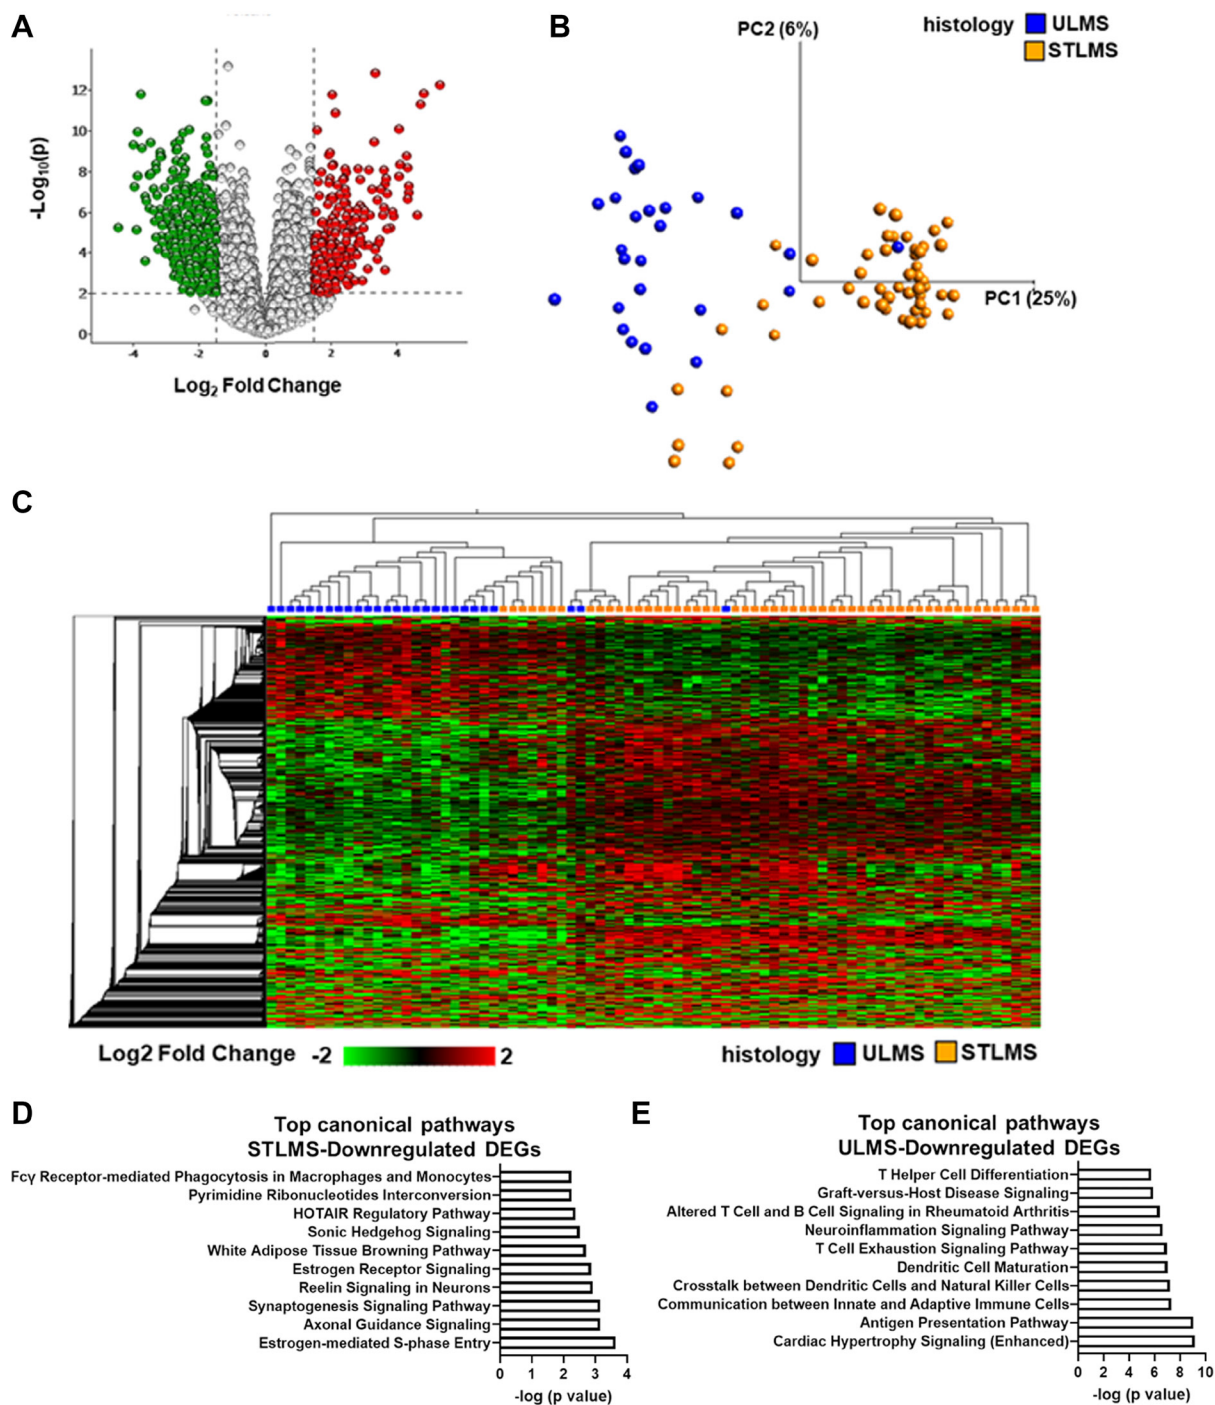 A
-Log10(p)
12
10
8
6
4
2
0
-4
-2
0
2
4
Log2 Fold Change
B
PC2 (6%)
PC1 (25%)
histology
ULMS
STLMS
C
Log2 Fold Change -2 2
histology ULMS STLMS
D
Top canonical pathways
STLMS-Downregulated DEGs
Fcγ Receptor-mediated Phagocytosis in Macrophages and Monocytes
Pyrimidine Ribonucleotides Interconversion
HOTAIR Regulatory Pathway
Sonic Hedgehog Signaling
White Adipose Tissue Browning Pathway
Estrogen Receptor Signaling
Reelin Signaling in Neurons
Synaptogenesis Signaling Pathway
Axonal Guidance Signaling
Estrogen-mediated S-phase Entry
0 1 2 3 4
-log (p value)
E
Top canonical pathways
ULMS-Downregulated DEGs
T Helper Cell Differentiation
Graft-versus-Host Disease Signaling
Altered T Cell and B Cell Signaling in Rheumatoid Arthritis
Neuroinflammation Signaling Pathway
T Cell Exhaustion Signaling Pathway
Dendritic Cell Maturation
Crosstalk between Dendritic Cells and Natural Killer Cells
Communication between Innate and Adaptive Immune Cells
Antigen Presentation Pathway
Cardiac Hypertrophy Signaling (Enhanced)
0 2 4 6 8 10
-log (p value)